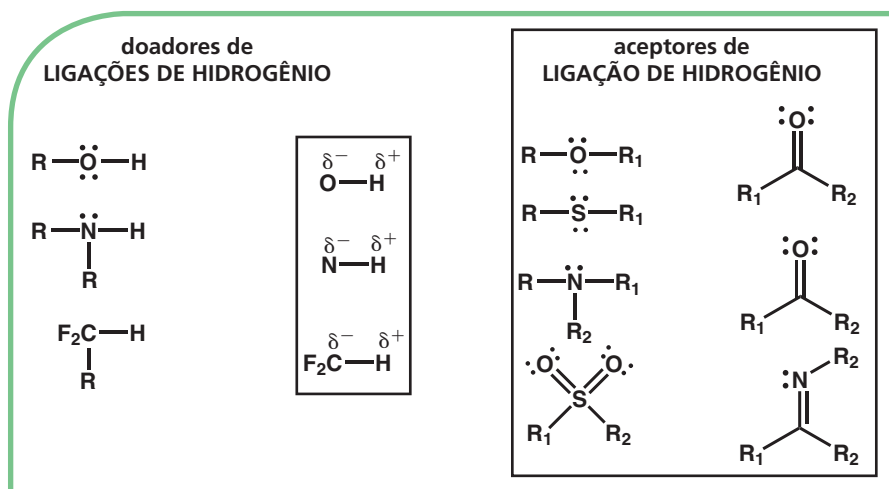 doadores de
LIGAÇÕES DE HIDROGÊNIO
R—O—H
R—N—H
R
F₂C—H
R
δ⁻ δ⁺
O—H
δ⁻ δ⁺
N—H
δ⁻ δ⁺
F₂C—H
aceptores de
LIGAÇÃO DE HIDROGÊNIO
R—O—R₁
R—S—R₁
R—N—R₁
R₂
O O
S
R₁ R₂
O
R₁ R₂
O
R₁ R₂
R₂
N
R₁ R₂